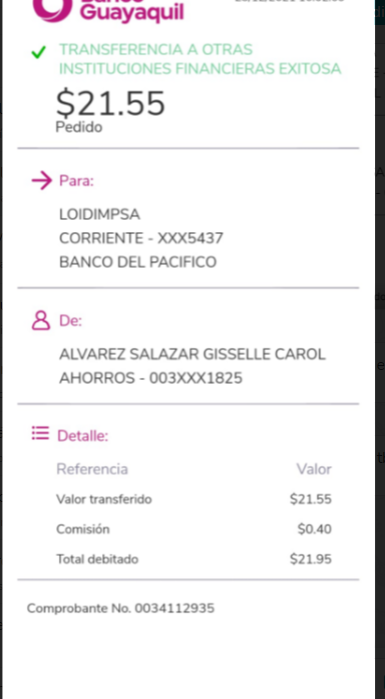 Guayaquil
TRANSFERENCIA A OTRAS
INSTITUCIONES FINANCIERAS EXITOSA
$21.55
Pedido
Para:
LOIDIMPSA
CORRIENTE - XXX5437
BANCO DEL PACIFICO
De:
ALVAREZ SALAZAR GISSELLE CAROL
AHORROS - 003XXX1825
Detalle:
Referencia Valor
Valor transferido $21.55
Comisión $0.40
Total debitado $21.95
Comprobante No. 0034112935